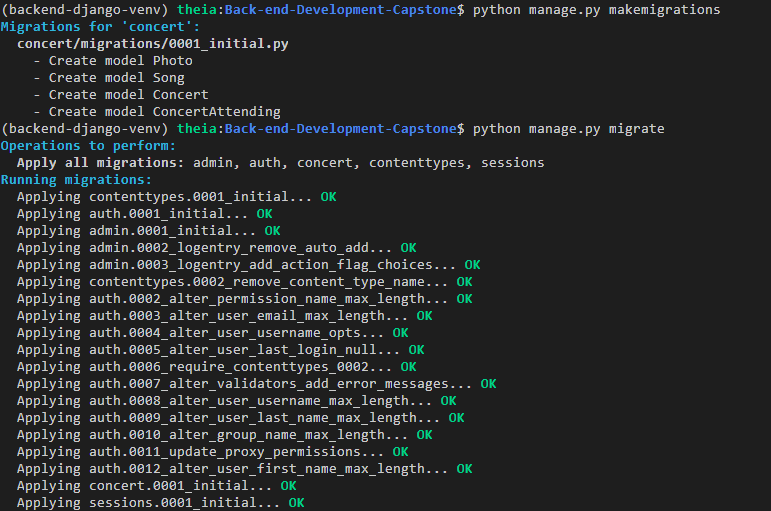 (backend-django-venv) theia:Back-end-Development-Capstone$ python manage.py makemigrations
Migrations for 'concert':
  concert/migrations/0001_initial.py
    - Create model Photo
    - Create model Song
    - Create model Concert
    - Create model ConcertAttending
(backend-django-venv) theia:Back-end-Development-Capstone$ python manage.py migrate
Operations to perform:
  Apply all migrations: admin, auth, concert, contenttypes, sessions
Running migrations:
  Applying contenttypes.0001_initial... OK
  Applying auth.0001_initial... OK
  Applying admin.0001_initial... OK
  Applying admin.0002_logentry_remove_auto_add... OK
  Applying admin.0003_logentry_add_action_flag_choices... OK
  Applying contenttypes.0002_remove_content_type_name... OK
  Applying auth.0002_alter_permission_name_max_length... OK
  Applying auth.0003_alter_user_email_max_length... OK
  Applying auth.0004_alter_user_username_opts... OK
  Applying auth.0005_alter_user_last_login_null... OK
  Applying auth.0006_require_contenttypes_0002... OK
  Applying auth.0007_alter_validators_add_error_messages... OK
  Applying auth.0008_alter_user_username_max_length... OK
  Applying auth.0009_alter_user_last_name_max_length... OK
  Applying auth.0010_alter_group_name_max_length... OK
  Applying auth.0011_update_proxy_permissions... OK
  Applying auth.0012_alter_user_first_name_max_length... OK
  Applying concert.0001_initial... OK
  Applying sessions.0001_initial... OK